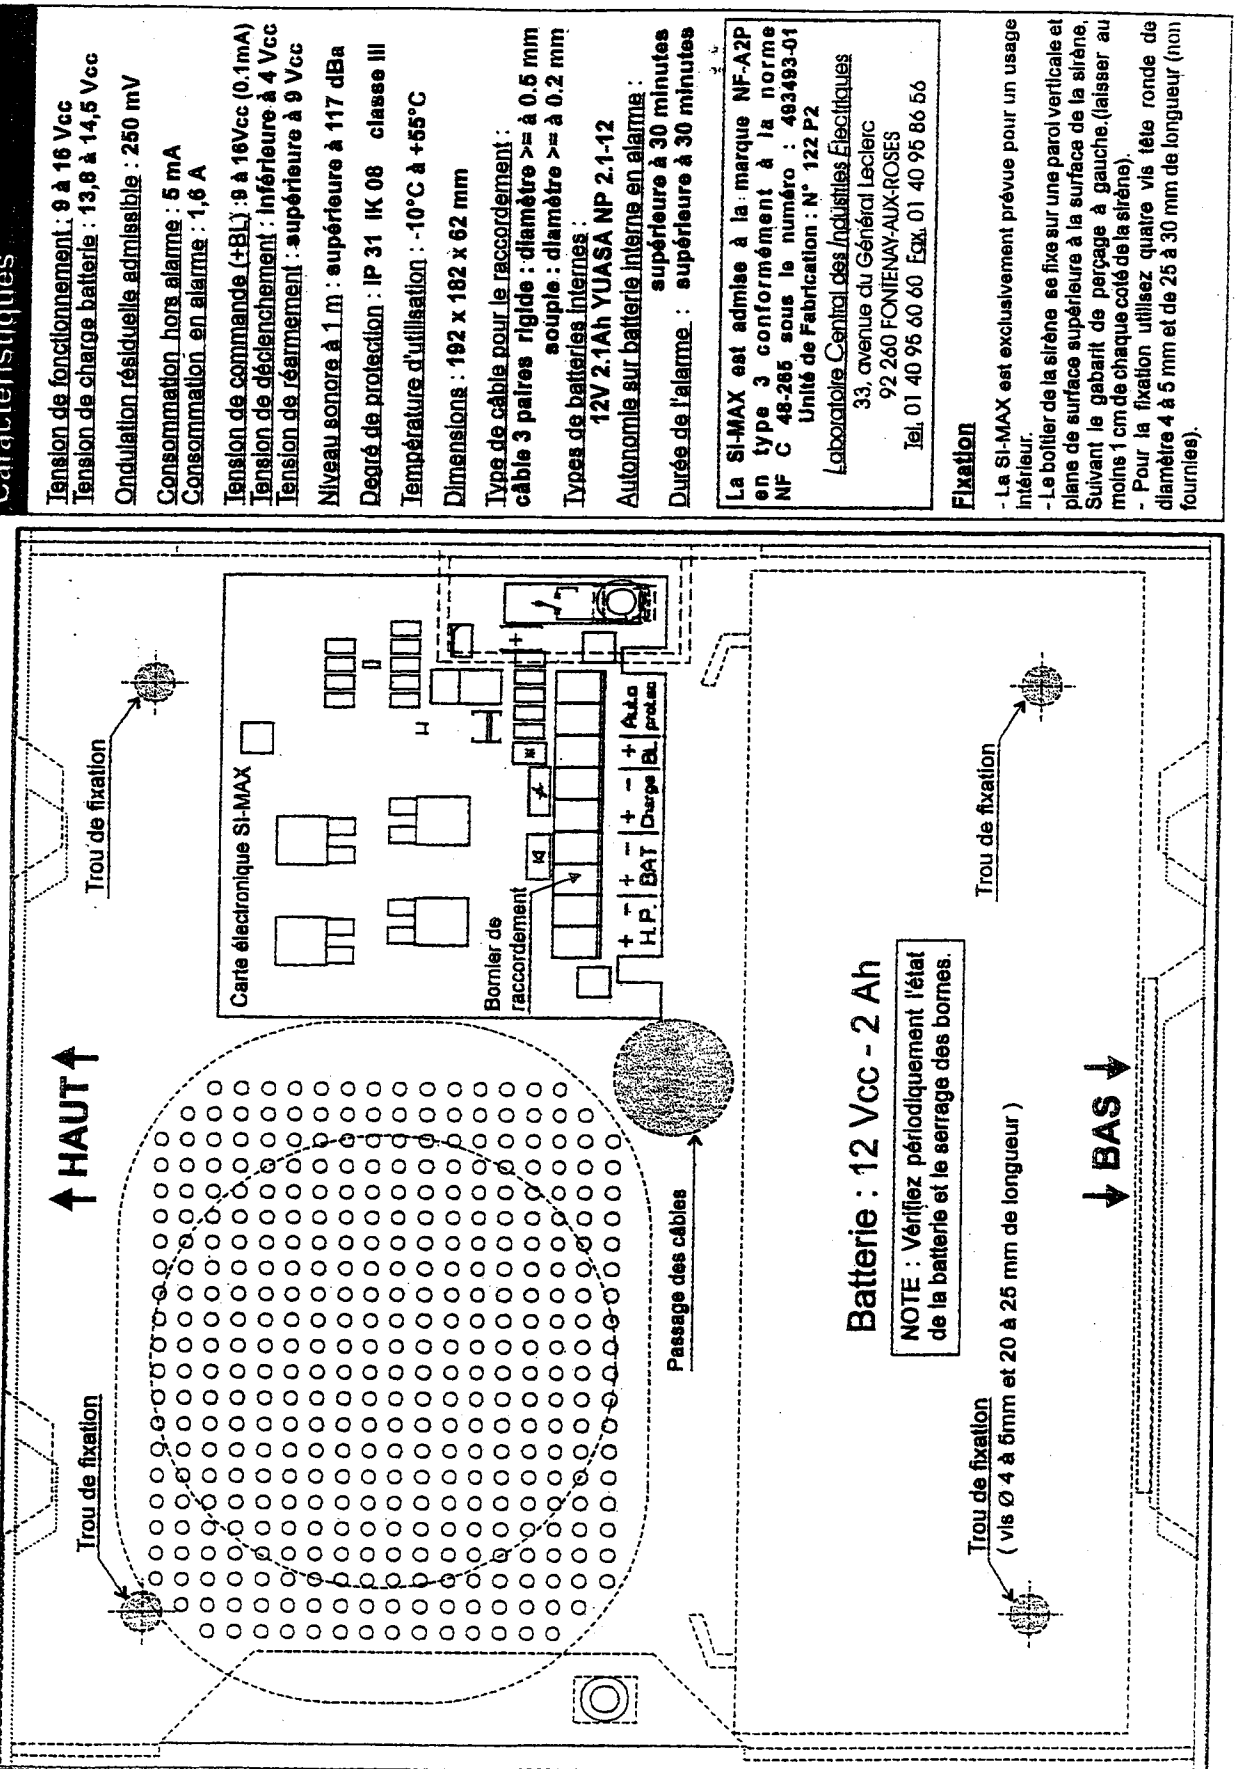 Caractéristiques
Tension de fonctionnement : 9 à 16 Vcc
Tension de charge batterie : 13,8 à 14,5 Vcc
Ondulation résiduelle admissible : 250 mV
Consommation hors alarme : 5 mA
Consommation en alarme : 1,6 A
Tension de commande (+BL) : 9 à 16Vcc (0.1mA)
Tension de déclenchement : Inférieure à 4 Vcc
Tension de réarmement : supérieure à 9 Vcc
Niveau sonore à 1 m : supérieure à 117 dBa
Degré de protection : IP 31 IK 08 classe III
Température d'utilisation : -10°C à +55°C
Dimensions : 192 x 182 x 62 mm
Type de câble pour le raccordement :
câble 3 paires rigide : diamètre >= à 0.5 mm
souple : diamètre >= à 0.2 mm
Types de batteries internes :
12V 2.1Ah YUASA NP 2.1-12
Autonomie sur batterie interne en alarme :
supérieure à 30 minutes
Durée de l'alarme : supérieure à 30 minutes
La SI-MAX est admise à la marque NF-A2P
en type 3 conformément à la norme
NF C 48-265 sous le numéro : 493493-01
Unité de Fabrication : N° 122 P2
Laboratoire Central des Industries Electriques
33, avenue du Général Leclerc
92 260 FONTENAY-AUX-ROSES
Tel. 01 40 95 60 60 Fax. 01 40 95 86 56
Fixation
- La SI-MAX est exclusivement prévue pour un usage
intérieur.
- Le boîtier de la sirène se fixe sur une paroi verticale et
plane de surface supérieure à la surface de la sirène.
Suivant le gabarit de perçage à gauche.(laisser au
moins 1 cm de chaque coté de la sirène).
- Pour la fixation utilisez quatre vis tête ronde de
diamètre 4 à 5 mm et de 25 à 30 mm de longueur (non
fournies).
HAUT
Trou de fixation
Trou de fixation
Carte électronique SI-MAX
Bornier de
raccordement
+ - + - + - + Auto
H.P. BAT Charge BL protec
Passage des câbles
Batterie : 12 Vcc - 2 Ah
NOTE : Vérifiez périodiquement l'état
de la batterie et le serrage des bornes.
Trou de fixation
( vis Ø 4 à 5mm et 20 à 25 mm de longueur )
Trou de fixation
BAS